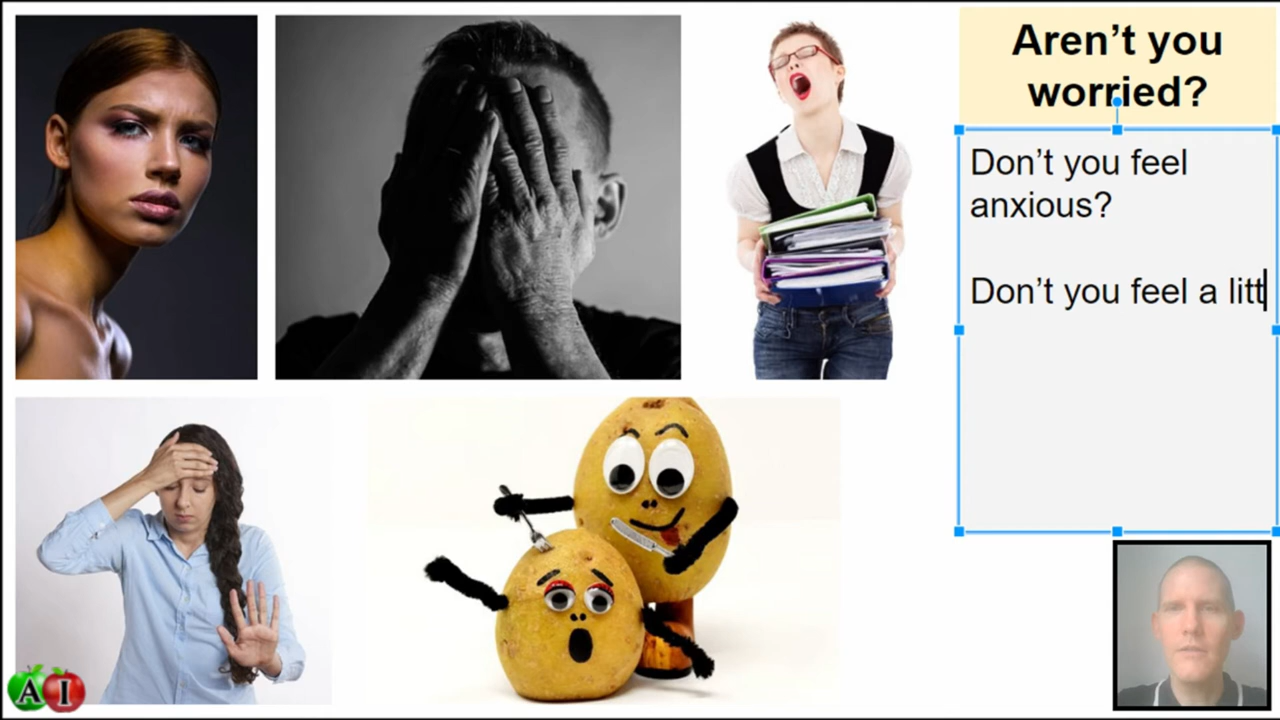 Aren’t you
worried?
Don’t you feel
anxious?
Don’t you feel a litt
A I